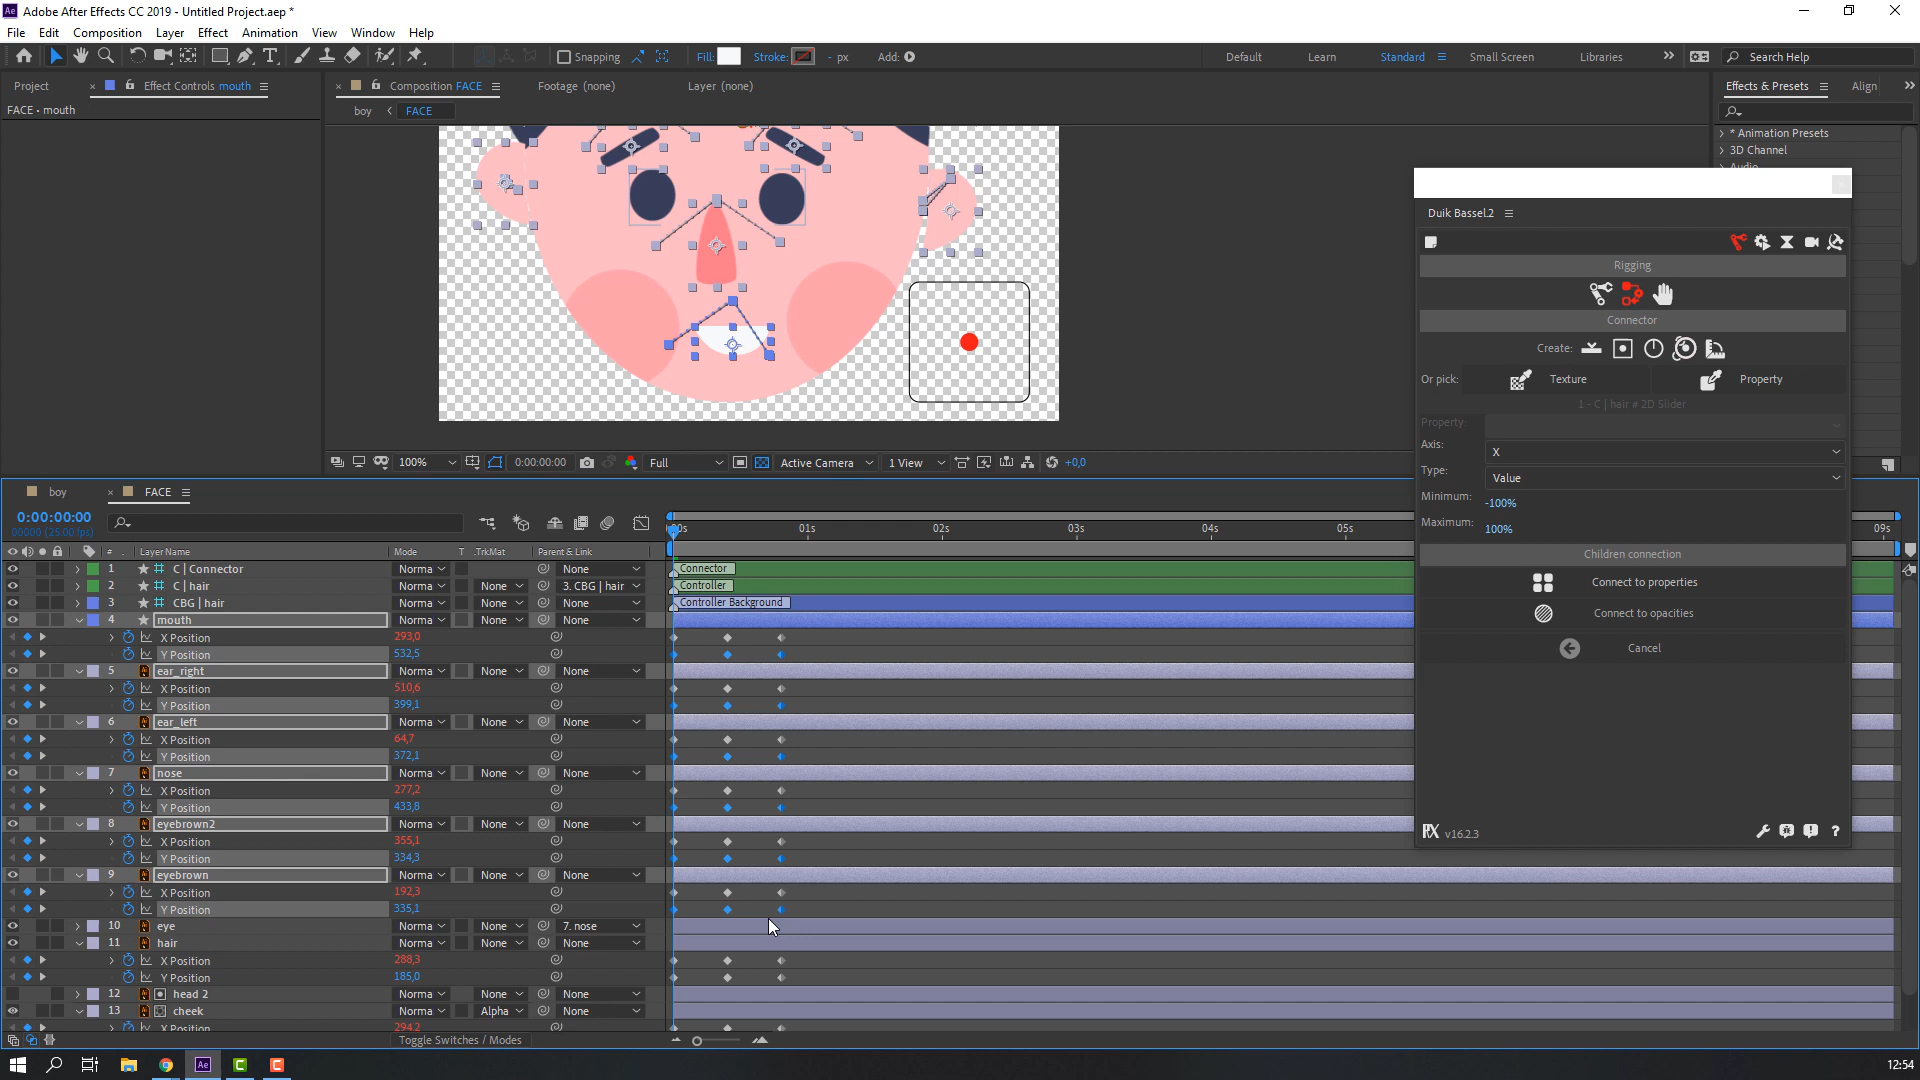 Adobe After Effects CC 2019 - Untitled Project.aep *
File Edit Composition Layer Effect Animation View Window Help
Snapping Fill: Stroke: - px Add:
Default Learn Standard Small Screen Libraries Search Help
Project Effect Controls mouth Composition FACE Footage (none) Layer (none) Effects & Presets Align
FACE • mouth
boy FACE
* Animation Presets
3D Channel
Audio
Duik Bassel.2
Rigging
Connector
Create:
Or pick: Texture Property
1 - C | hair # 2D Slider
Property:
Axis: X
Type: Value
Minimum: -100%
Maximum: 100%
Children connection
Connect to properties
Connect to opacities
Cancel
v16.2.3
100% 0:00:00:00 Full Active Camera 1 View +0,0
boy FACE
0:00:00:00
00000 (25.00 fps)
:00s 01s 02s 03s 04s 05s 09s
# Layer Name Mode T .TrkMat Parent & Link
1 C | Connector Norma None Connector
2 C | hair Norma None 3. CBG | hair Controller
3 CBG | hair Norma None None Controller Background
4 mouth Norma None None
X Position 293,0
Y Position 532,5
5 ear_right Norma None None
X Position 510,6
Y Position 399,1
6 ear_left Norma None None
X Position 64,7
Y Position 372,1
7 nose Norma None None
X Position 277,2
Y Position 433,8
8 eyebrown2 Norma None None
X Position 355,1
Y Position 334,3
9 eyebrown Norma None None
X Position 192,3
Y Position 335,1
10 eye Norma None 7. nose
11 hair Norma None None
X Position 288,3
Y Position 185,0
12 head 2 Norma None None
13 cheek Norma Alpha None
X Position 294,2
Toggle Switches / Modes
12:54